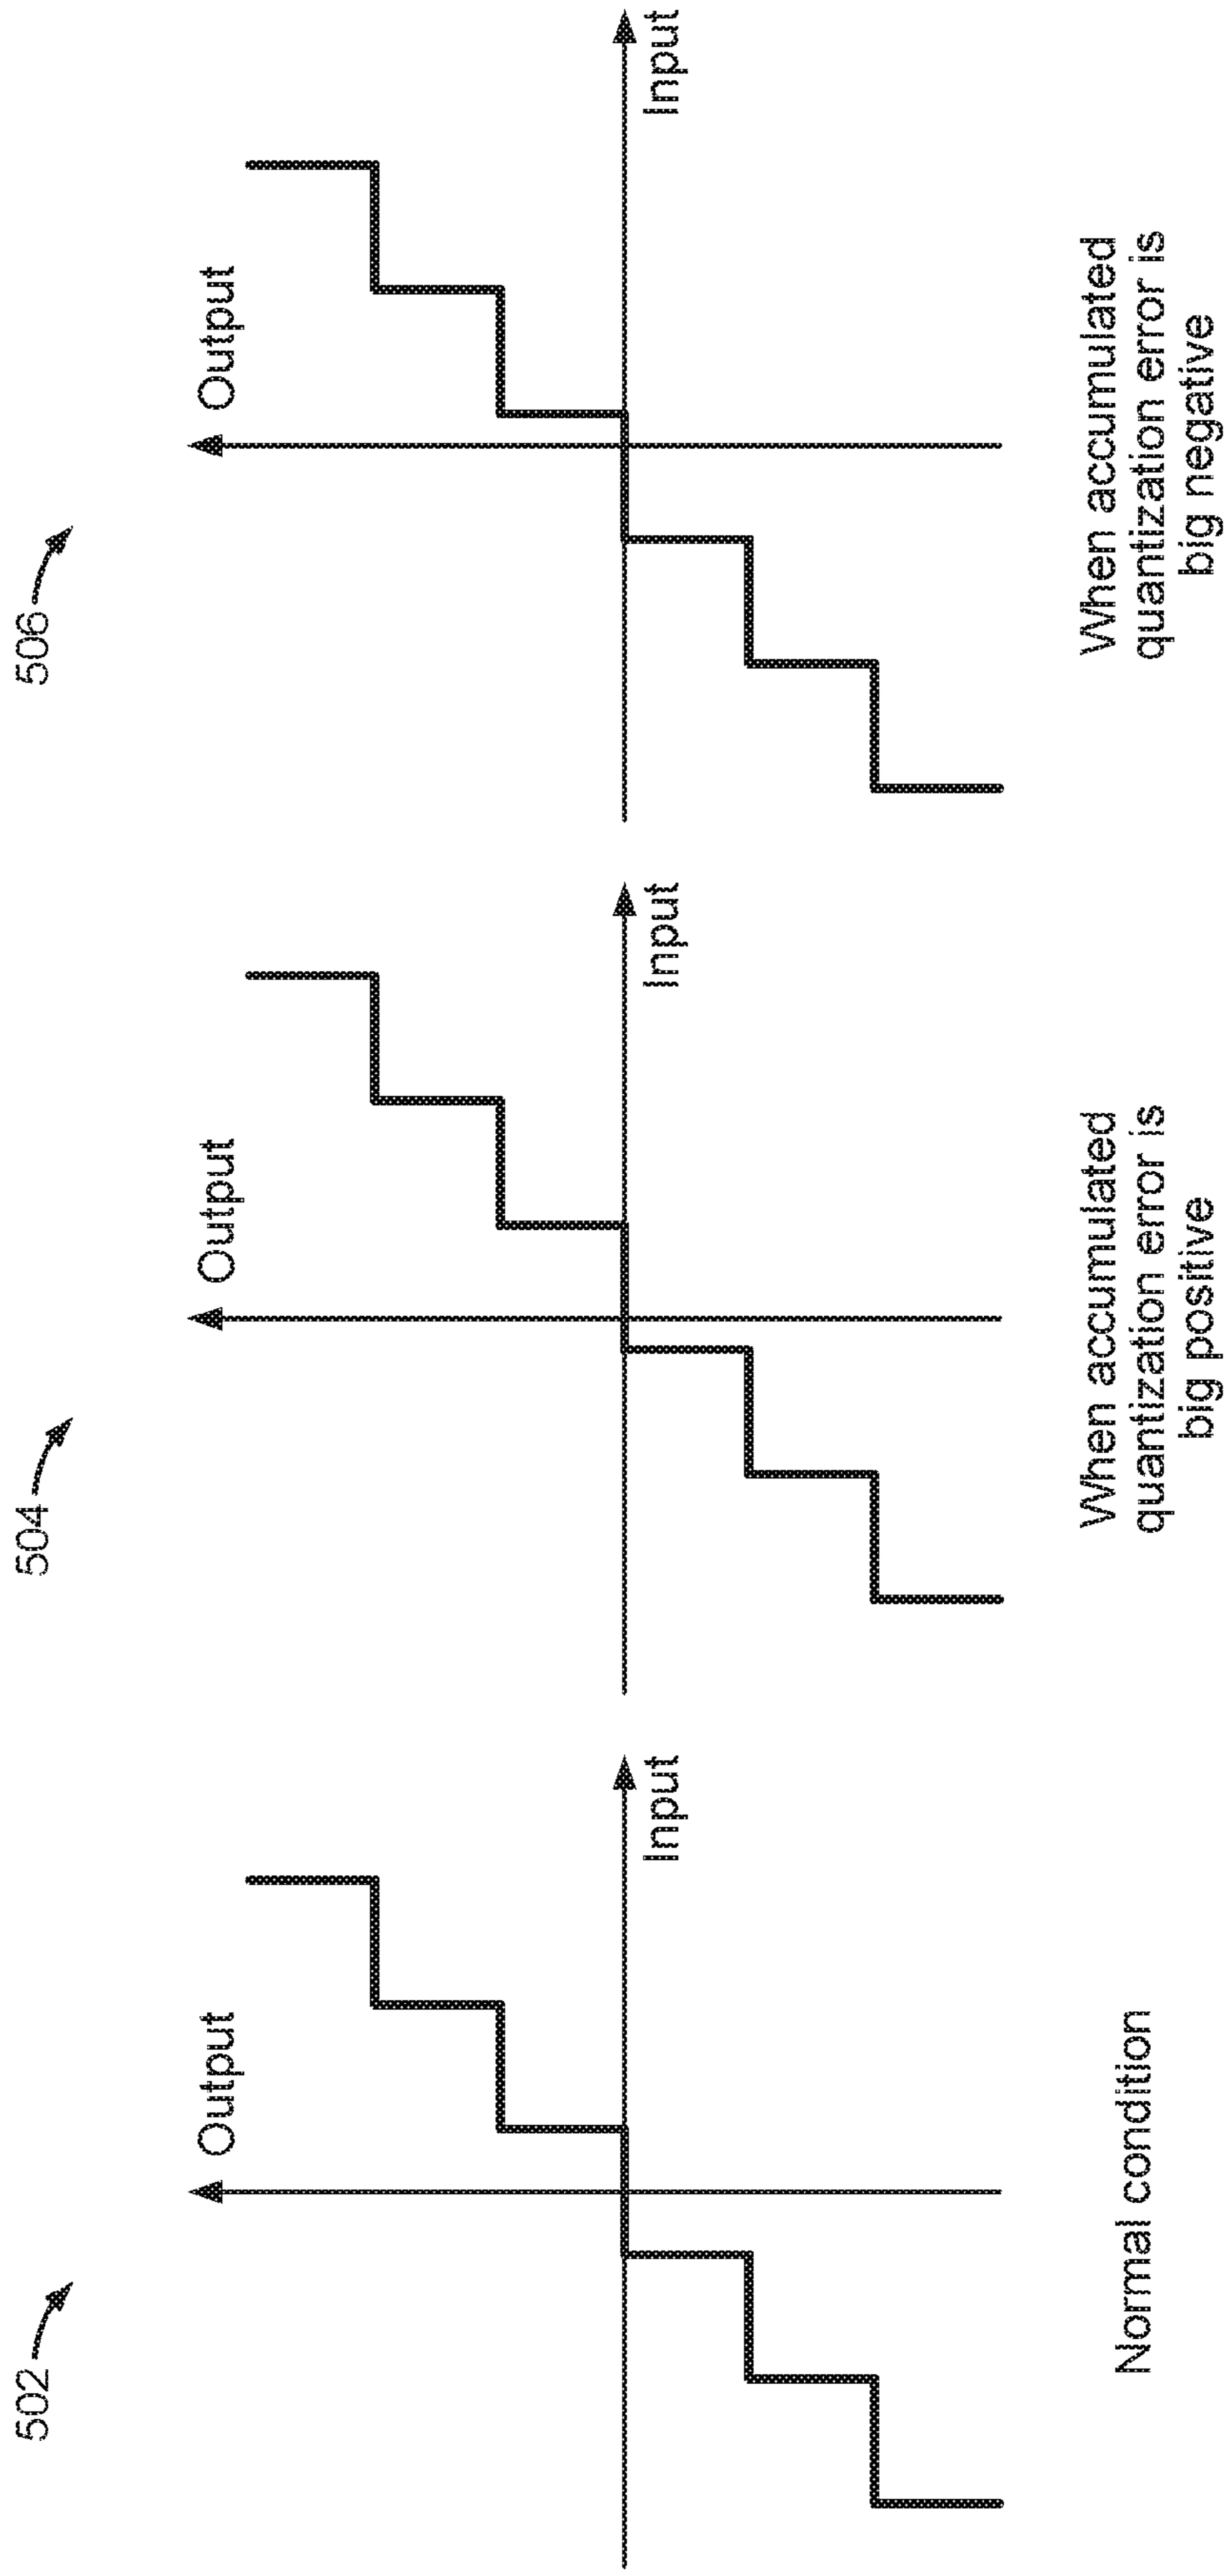 502
Output
Input
Normal condition
504
Output
Input
When accumulated
quantization error is
big positive
506
Output
Input
When accumulated
quantization error is
big negative